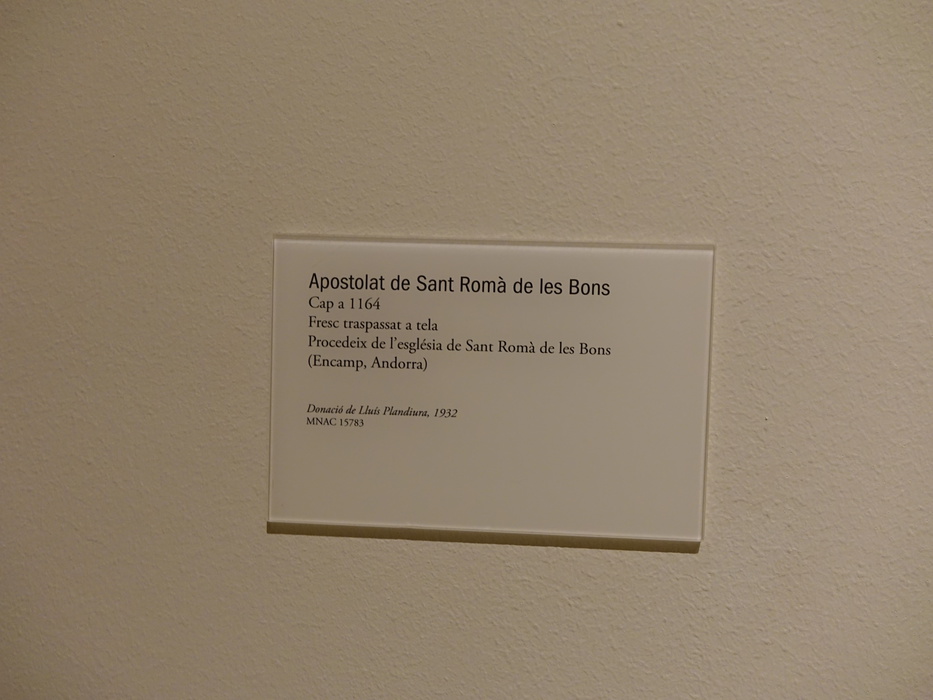 Apostolat de Sant Romà de les Bons
Cap a 1164
Fresc traspassat a tela
Procedeix de l'església de Sant Romà de les Bons
(Encamp, Andorra)
Donació de Lluís Plandiura, 1932
MNAC 15783